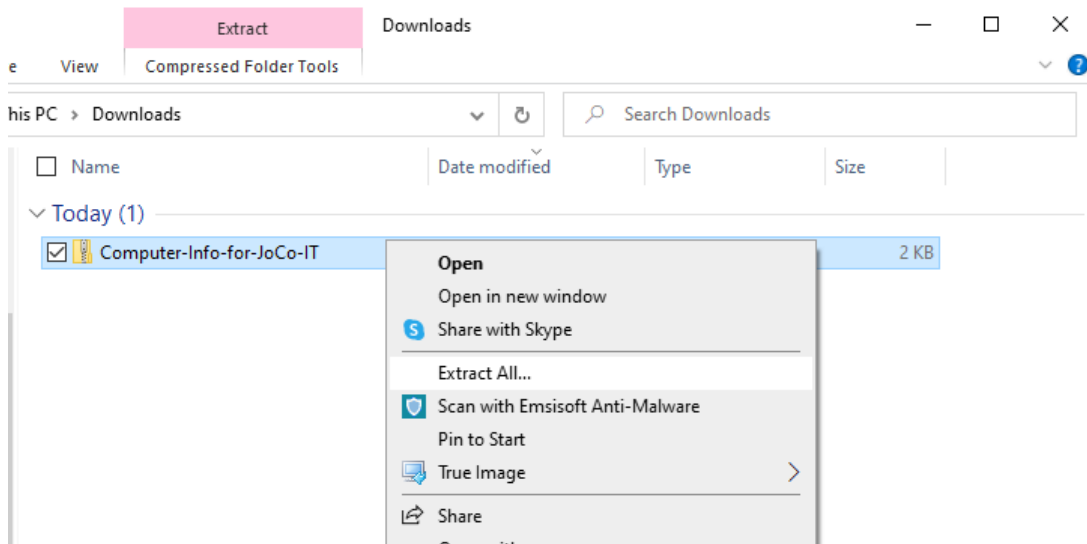 Extract
Downloads
e View Compressed Folder Tools
?
his PC > Downloads
Search Downloads
Name Date modified Type Size
Today (1)
Computer-Info-for-JoCo-IT 2 KB
Open
Open in new window
S Share with Skype
Extract All...
Scan with Emsisoft Anti-Malware
Pin to Start
True Image
Share